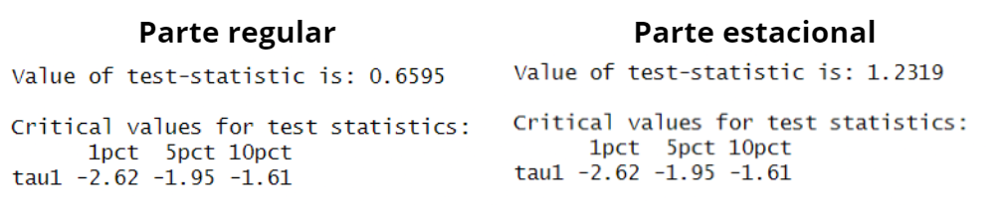 Parte regular
Value of test-statistic is: 0.6595
Critical values for test statistics:
1pct 5pct 10pct
tau1 -2.62 -1.95 -1.61
Parte estacional
Value of test-statistic is: 1.2319
Critical values for test statistics:
1pct 5pct 10pct
tau1 -2.62 -1.95 -1.61